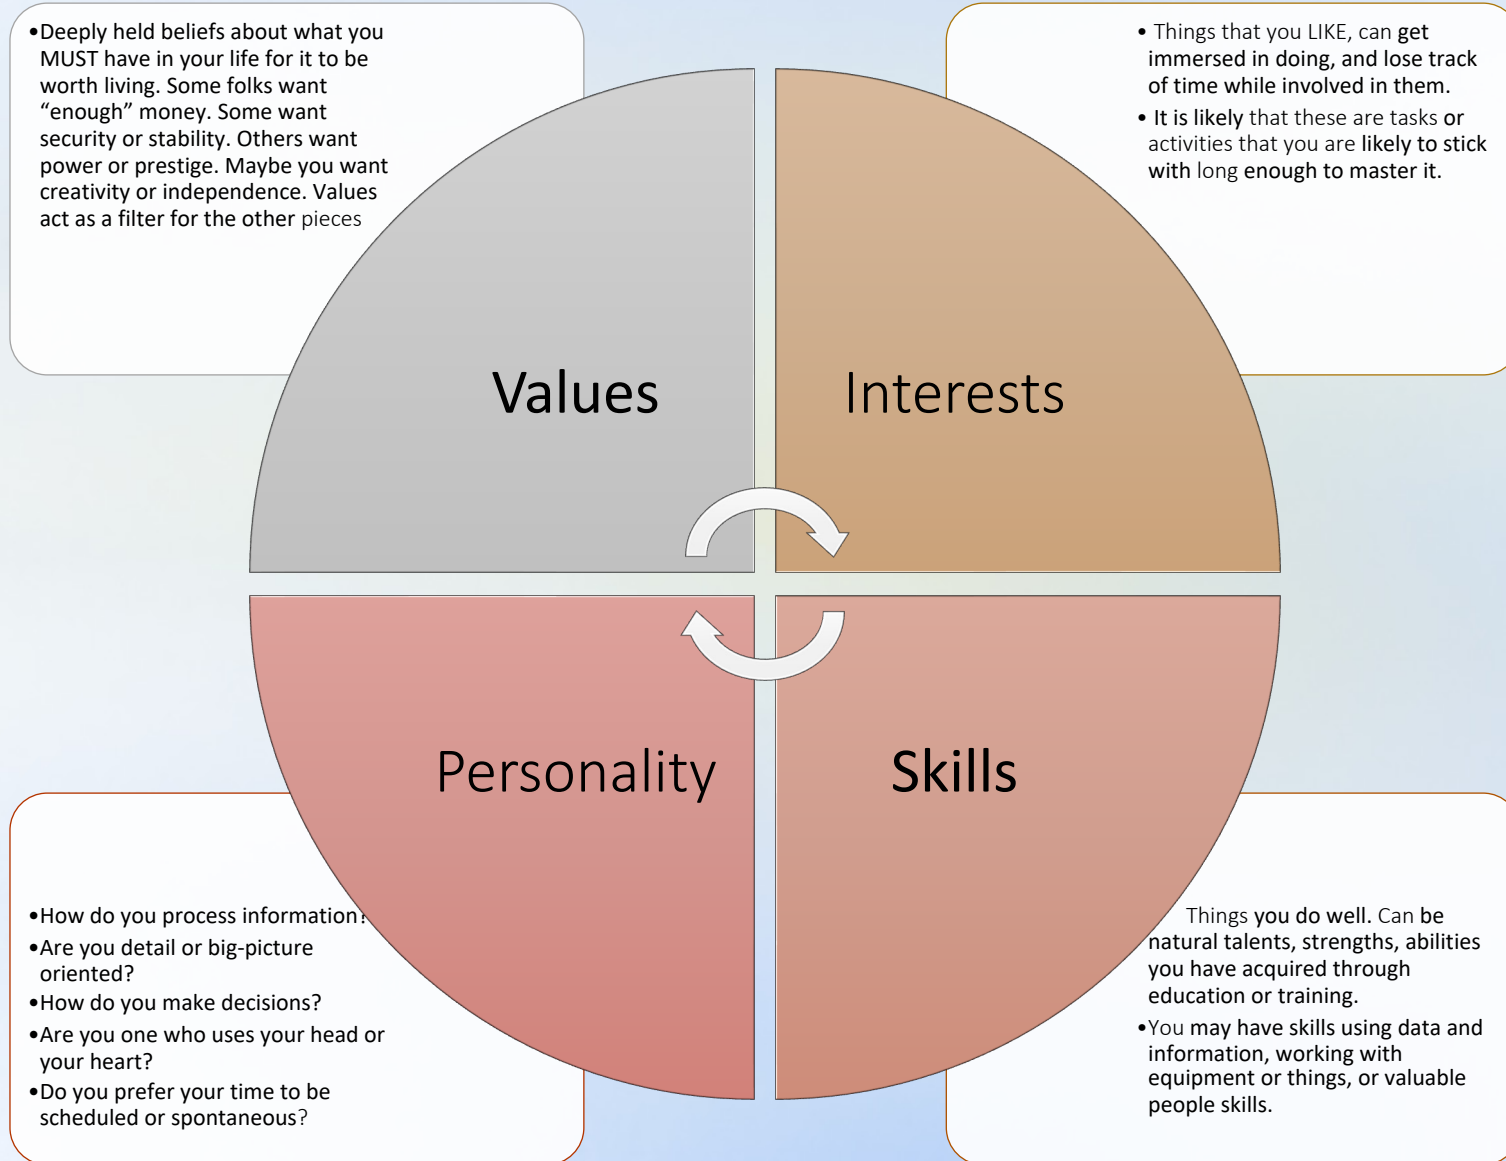 •Deeply held beliefs about what you
MUST have in your life for it to be
worth living. Some folks want
“enough” money. Some want
security or stability. Others want
power or prestige. Maybe you want
creativity or independence. Values
act as a filter for the other pieces
• Things that you LIKE, can get
immersed in doing, and lose track
of time while involved in them.
• It is likely that these are tasks or
activities that you are likely to stick
with long enough to master it.
Values
Interests
Personality
Skills
•How do you process information?
•Are you detail or big-picture
oriented?
•How do you make decisions?
•Are you one who uses your head or
your heart?
•Do you prefer your time to be
scheduled or spontaneous?
Things you do well. Can be
natural talents, strengths, abilities
you have acquired through
education or training.
•You may have skills using data and
information, working with
equipment or things, or valuable
people skills.